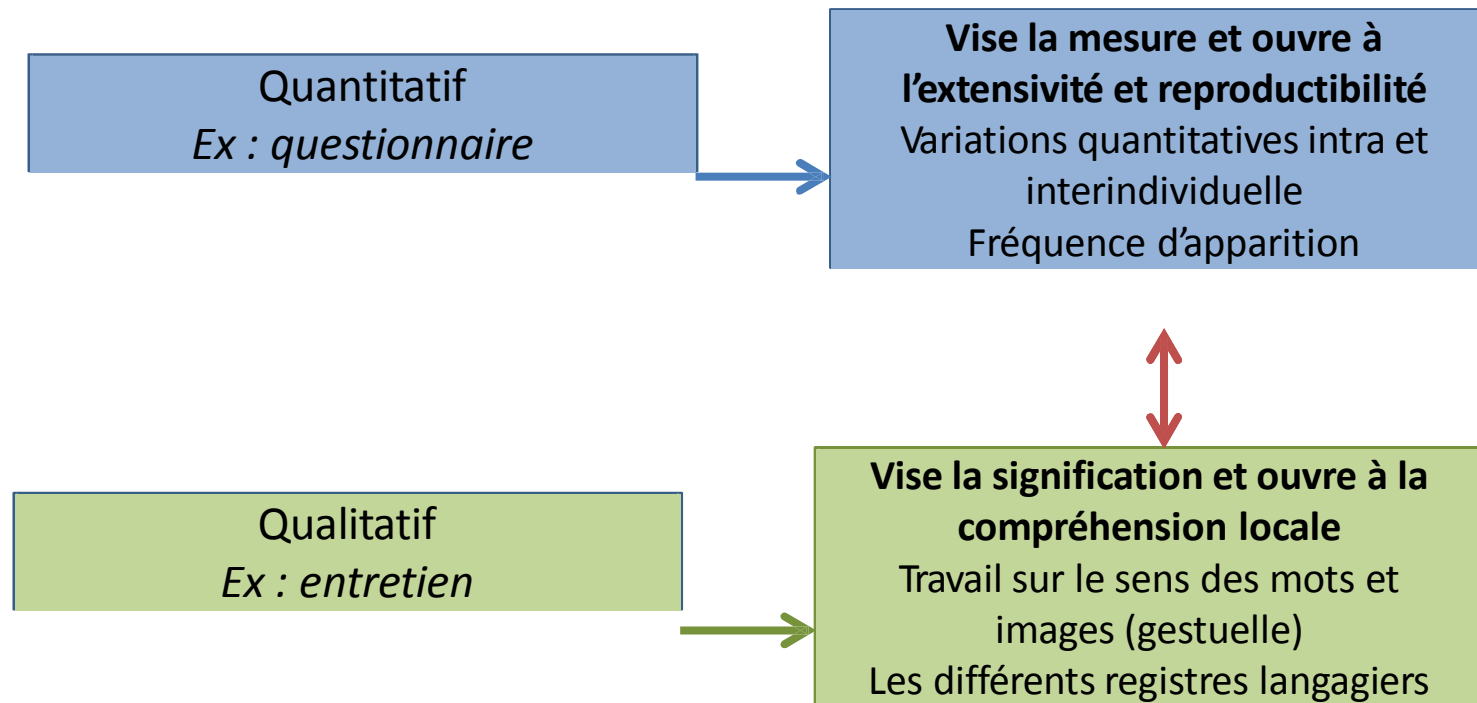 Quantitatif
Ex : questionnaire
Vise la mesure et ouvre à
l’extensivité et reproductibilité
Variations quantitatives intra et
interindividuelle
Fréquence d’apparition
Qualitatif
Ex : entretien
Vise la signification et ouvre à la
compréhension locale
Travail sur le sens des mots et
images (gestuelle)
Les différents registres langagiers